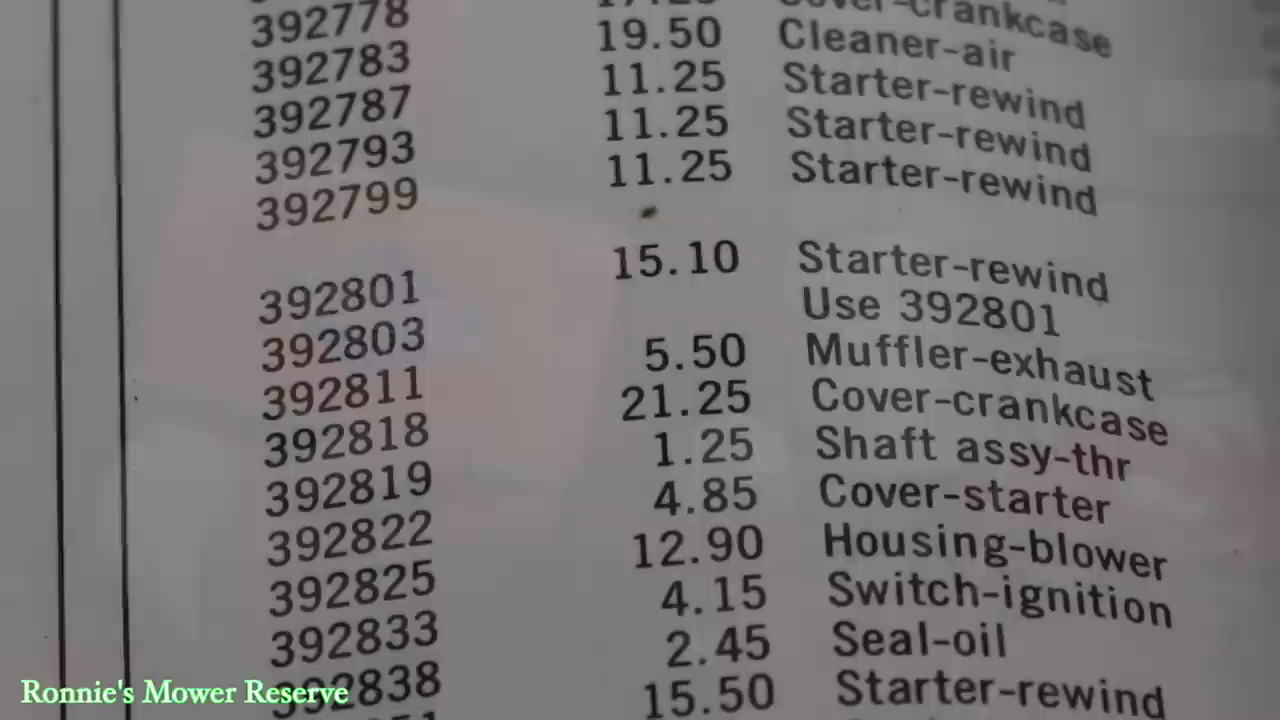 392778 Cover-crankcase
392783 19.50 Cleaner-air
392787 11.25 Starter-rewind
392793 11.25 Starter-rewind
392799 11.25 Starter-rewind
392801 15.10 Starter-rewind
392803 Use 392801
392811 5.50 Muffler-exhaust
392818 21.25 Cover-crankcase
392819 1.25 Shaft assy-thr
392822 4.85 Cover-starter
392825 12.90 Housing-blower
392833 4.15 Switch-ignition
392838 2.45 Seal-oil
15.50 Starter-rewind
Ronnie's Mower Reserve